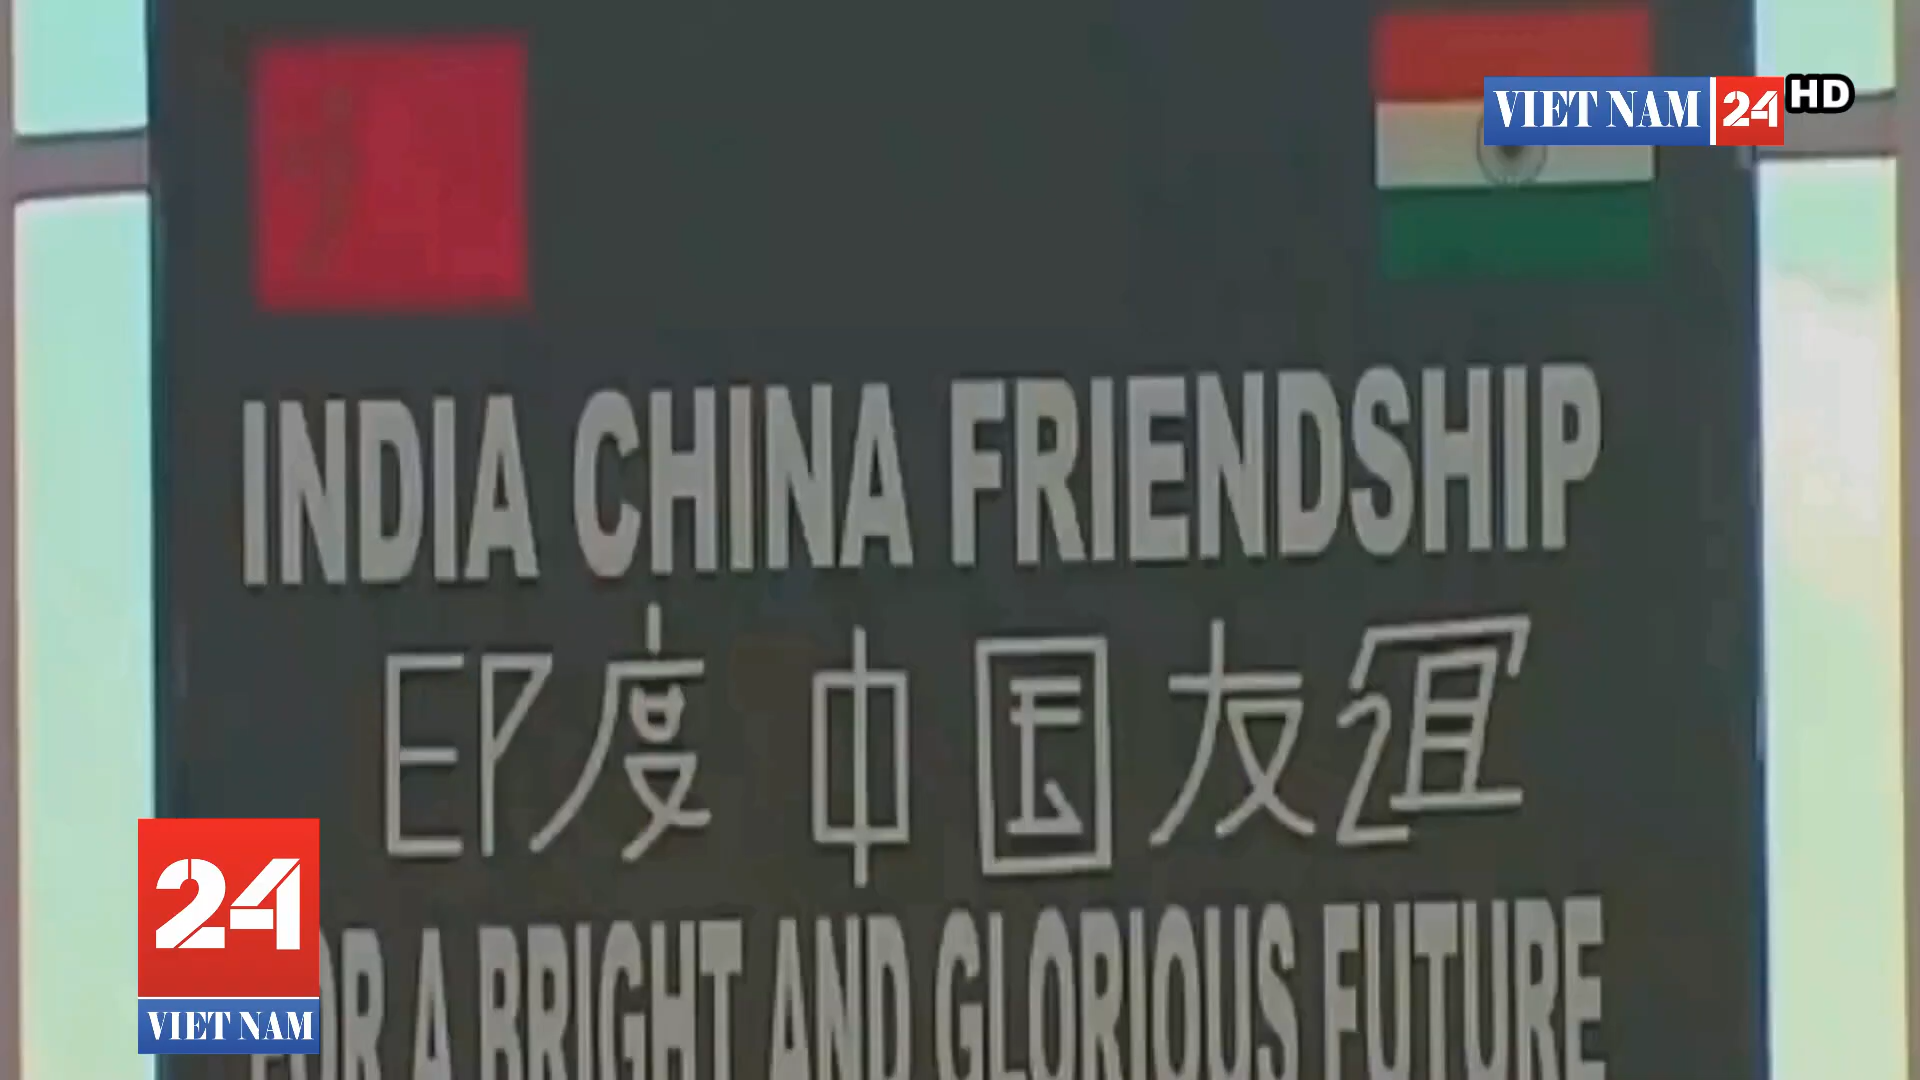 VIET NAM 24 HD
INDIA CHINA FRIENDSHIP
印度 中国 友谊
FOR A BRIGHT AND GLORIOUS FUTURE
24
VIET NAM